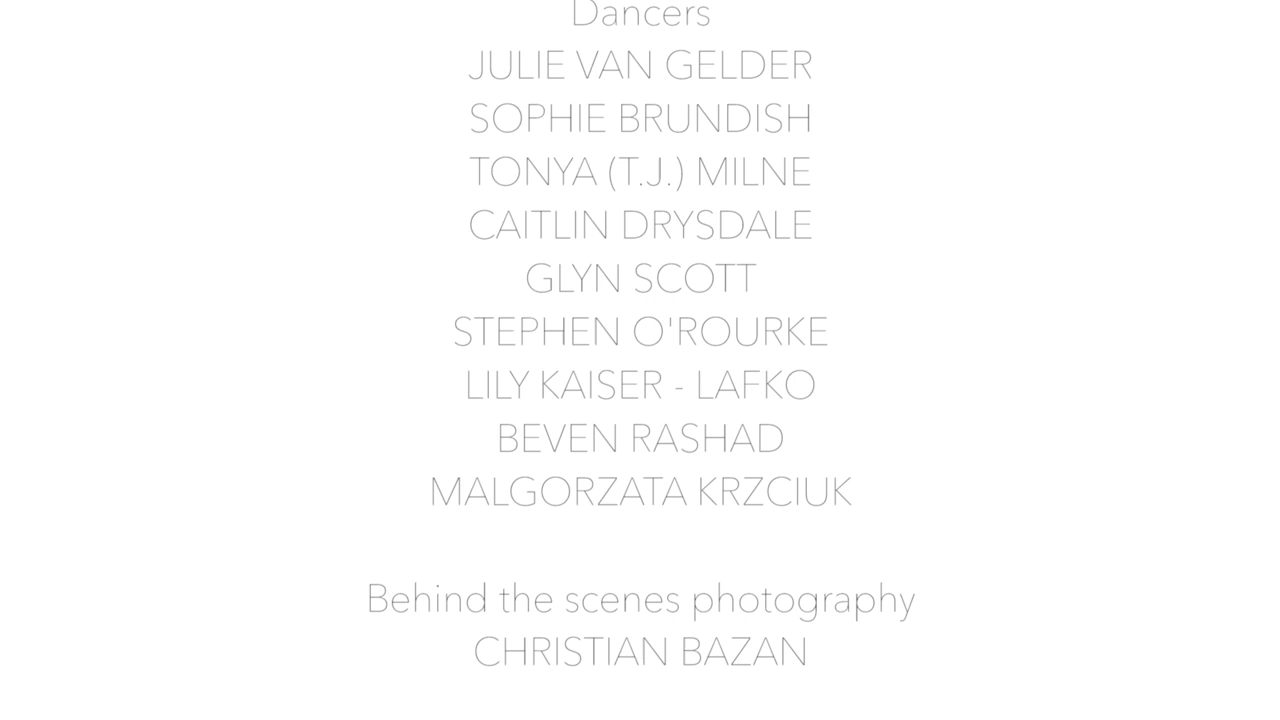 Dancers
JULIE VAN GELDER
SOPHIE BRUNDISH
TONYA (T.J.) MILNE
CAITLIN DRYSDALE
GLYN SCOTT
STEPHEN O'ROURKE
LILY KAISER - LAFKO
BEVEN RASHAD
MALGORZATA KRZCIUK
Behind the scenes photography
CHRISTIAN BAZAN